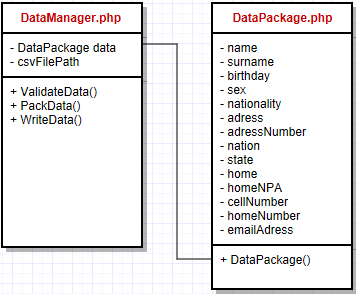 DataManager.php
- DataPackage data
- csvFilePath
+ ValidateData()
+ PackData()
+ WriteData()
DataPackage.php
- name
- surname
- birthday
- sex
- nationality
- adress
- adressNumber
- nation
- state
- home
- homeNPA
- cellNumber
- homeNumber
- emailAdress
+ DataPackage()